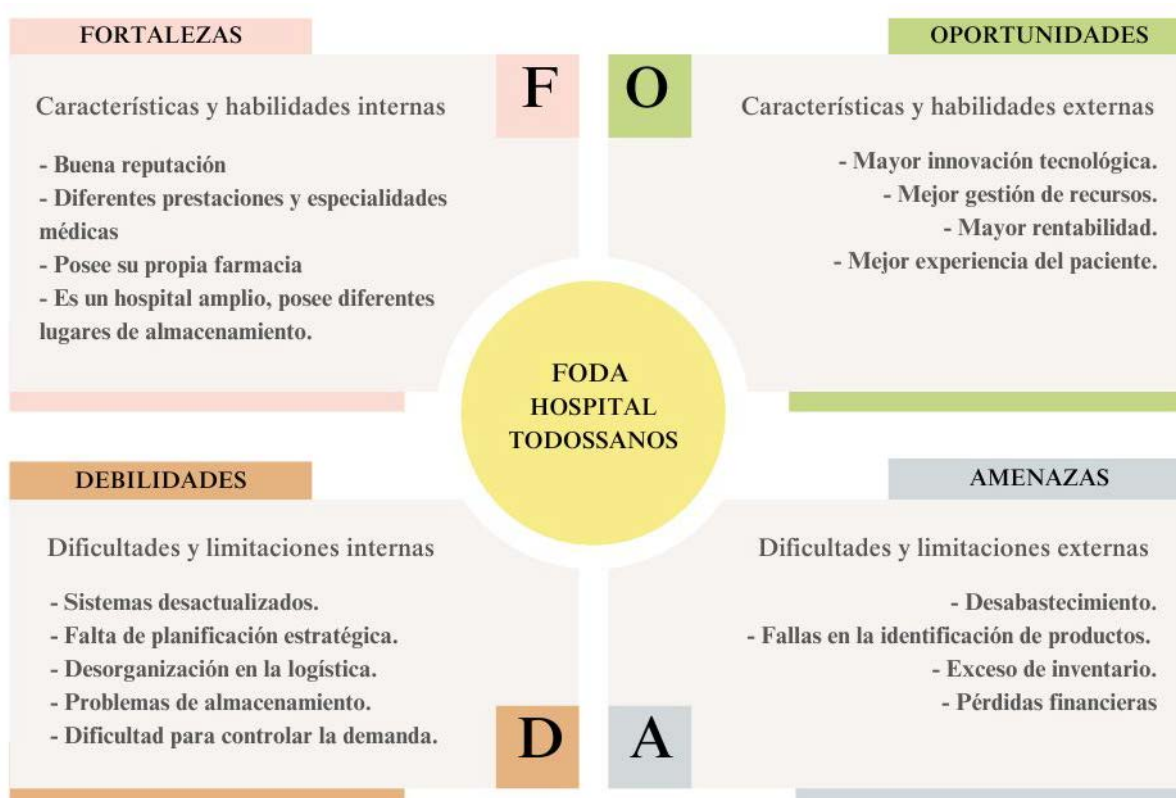 FORTALEZAS
F
Características y habilidades internas
- Buena reputación
- Diferentes prestaciones y especialidades
médicas
- Posee su propia farmacia
- Es un hospital amplio, posee diferentes
lugares de almacenamiento.
OPORTUNIDADES
O
Características y habilidades externas
- Mayor innovación tecnológica.
- Mejor gestión de recursos.
- Mayor rentabilidad.
- Mejor experiencia del paciente.
FODA
HOSPITAL
TODOSSANOS
DEBILIDADES
Dificultades y limitaciones internas
- Sistemas desactualizados.
- Falta de planificación estratégica.
- Desorganización en la logística.
- Problemas de almacenamiento.
- Dificultad para controlar la demanda.
D
AMENAZAS
Dificultades y limitaciones externas
- Desabastecimiento.
- Fallas en la identificación de productos.
- Exceso de inventario.
- Pérdidas financieras
A